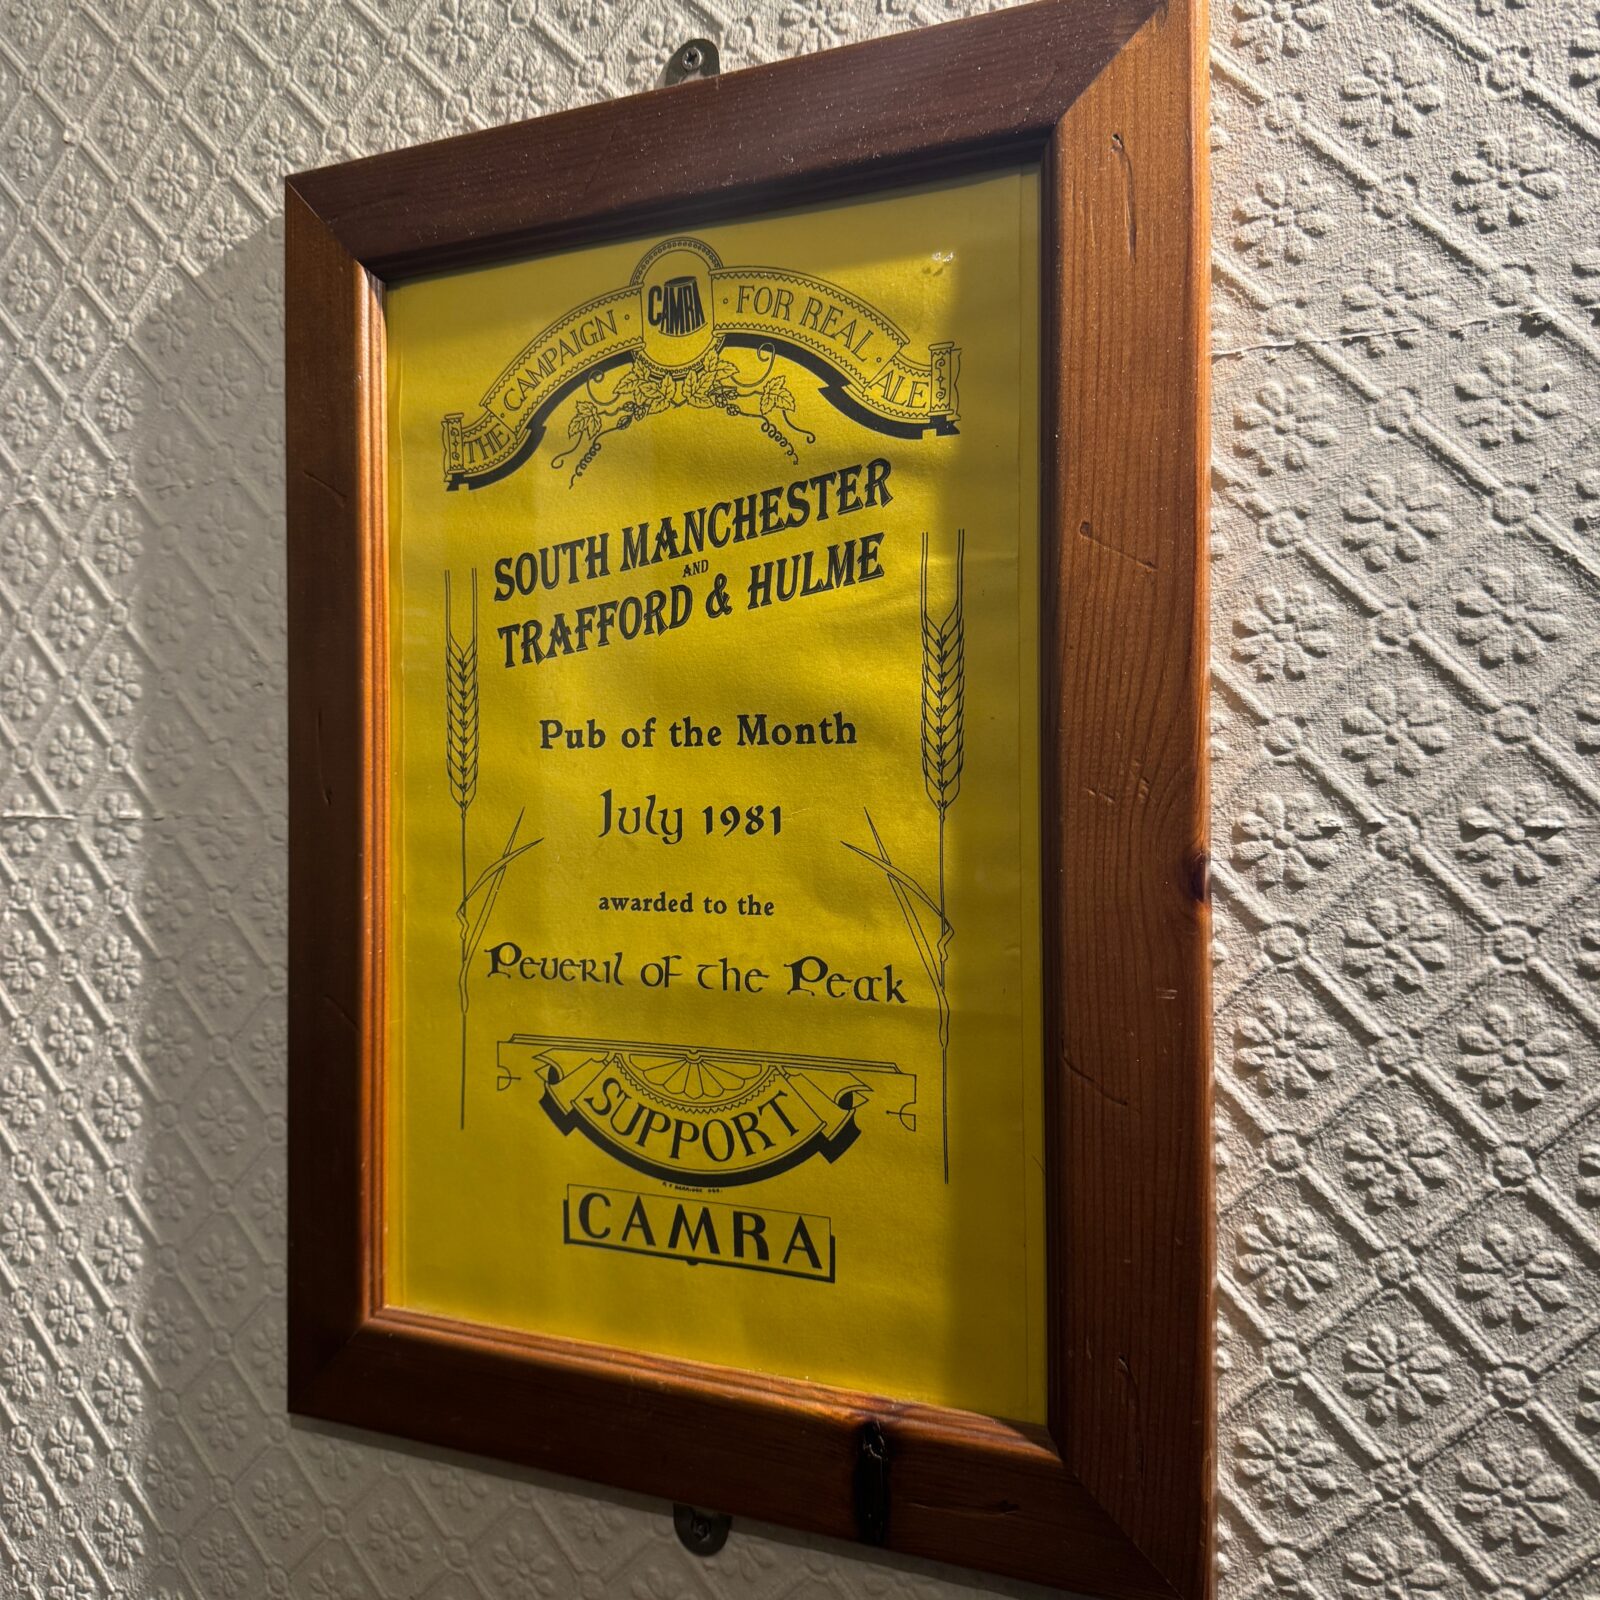 THE · CAMPAIGN · CAMRA · FOR REAL · ALE
SOUTH MANCHESTER
AND
TRAFFORD & HULME
Pub of the Month
July 1981
awarded to the
Peveril of the Peak
SUPPORT
CAMRA